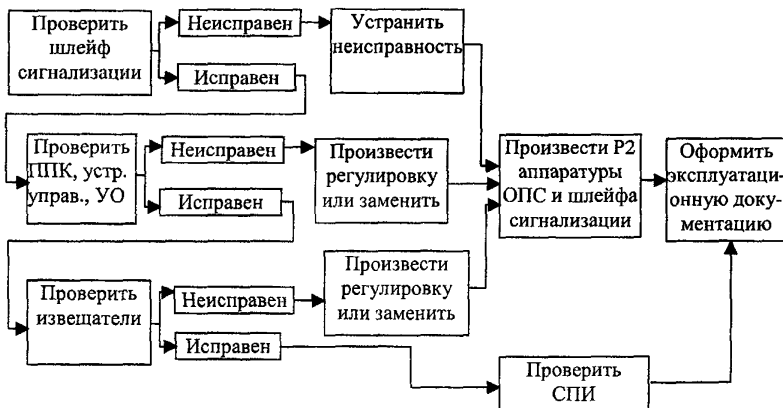 Проверить
шлейф
сигнализации
Неисправен
Исправен
Устранить
неисправность
Проверить
ППК, устр.
управ., УО
Неисправен
Исправен
Произвести
регулировку
или заменить
Произвести Р2
аппаратуры
ОПС и шлейфа
сигнализации
Оформить
эксплуатаци-
онную доку-
ментацию
Проверить
извещатели
Неисправен
Исправен
Произвести
регулировку
или заменить
Проверить
СПИ